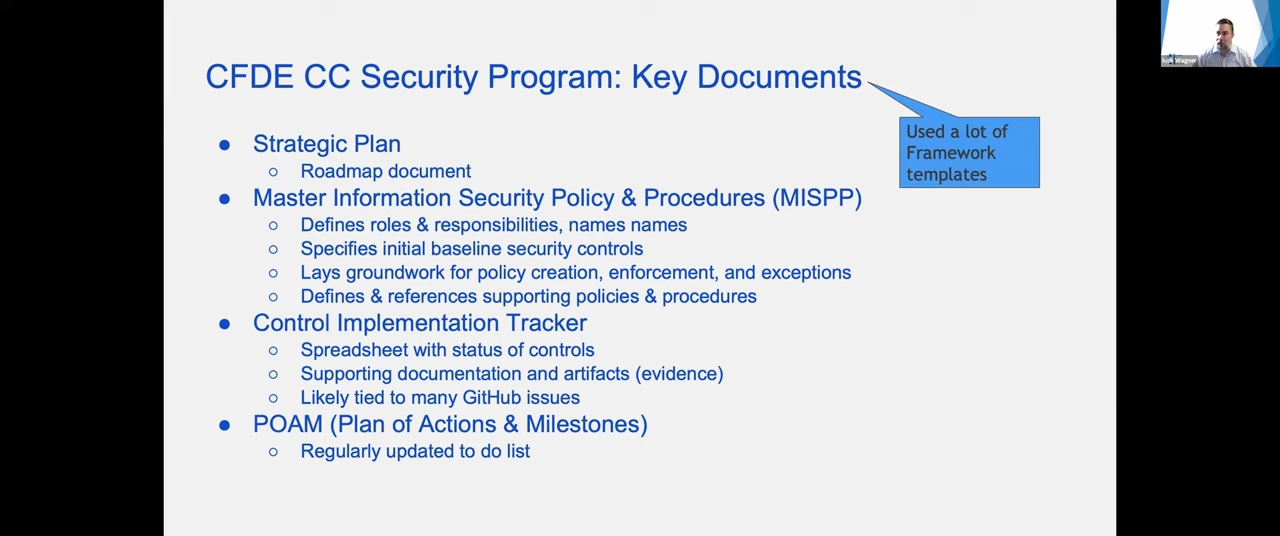 CFDE CC Security Program: Key Documents
Used a lot of
Framework
templates
● Strategic Plan
○ Roadmap document
● Master Information Security Policy & Procedures (MISPP)
○ Defines roles & responsibilities, names names
○ Specifies initial baseline security controls
○ Lays groundwork for policy creation, enforcement, and exceptions
○ Defines & references supporting policies & procedures
● Control Implementation Tracker
○ Spreadsheet with status of controls
○ Supporting documentation and artifacts (evidence)
○ Likely tied to many GitHub issues
● POAM (Plan of Actions & Milestones)
○ Regularly updated to do list
Rick Wagner